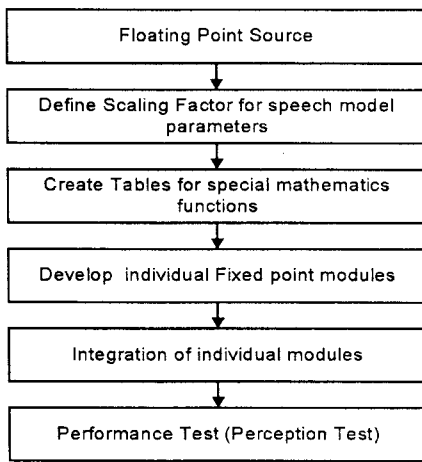 Floating Point Source
Define Scaling Factor for speech model
parameters
Create Tables for special mathematics
functions
Develop individual Fixed point modules
Integration of individual modules
Performance Test (Perception Test)